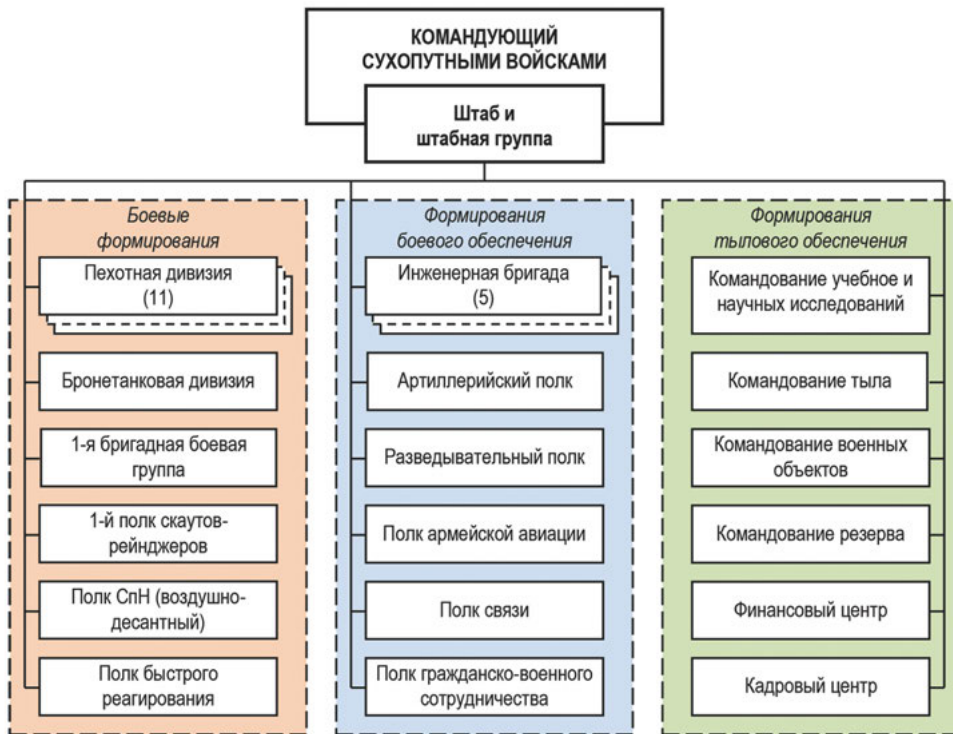 КОМАНДУЮЩИЙ
СУХОПУТНЫМИ ВОЙСКАМИ
Штаб и
штабная группа
Боевые
формирования
Пехотная дивизия
(11)
Бронетанковая дивизия
1-я бригадная боевая
группа
1-й полк скаутов-
рейнджеров
Полк СпН (воздушно-
десантный)
Полк быстрого
реагирования
Формирования
боевого обеспечения
Инженерная бригада
(5)
Артиллерийский полк
Разведывательный полк
Полк армейской авиации
Полк связи
Полк гражданско-военного
сотрудничества
Формирования
тылового обеспечения
Командование учебное и
научных исследований
Командование тыла
Командование военных
объектов
Командование резерва
Финансовый центр
Кадровый центр